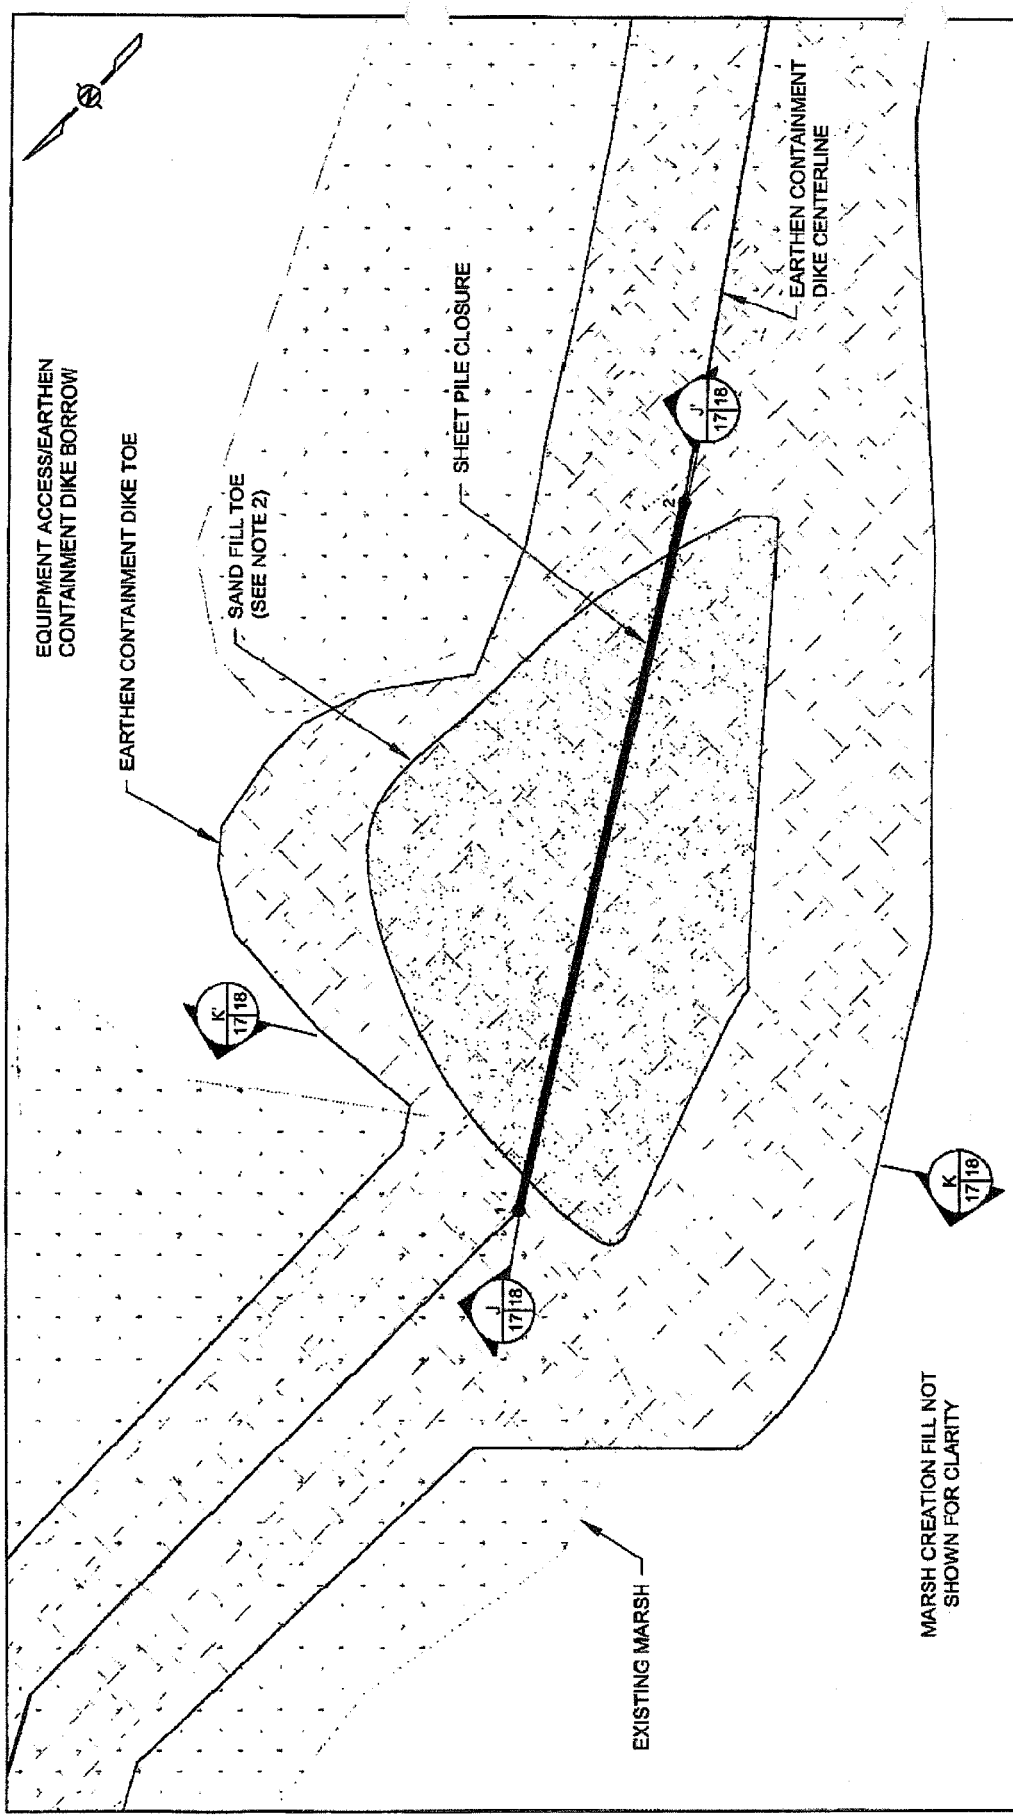 N
EQUIPMENT ACCESS/EARTHEN
CONTAINMENT DIKE BORROW
EARTHEN CONTAINMENT DIKE TOE
SAND FILL TOE
(SEE NOTE 2)
SHEET PILE CLOSURE
EARTHEN CONTAINMENT
DIKE CENTERLINE
K'
17 18
J'
17 18
2
1
J
17 18
K
17 18
EXISTING MARSH
MARSH CREATION FILL NOT
SHOWN FOR CLARITY